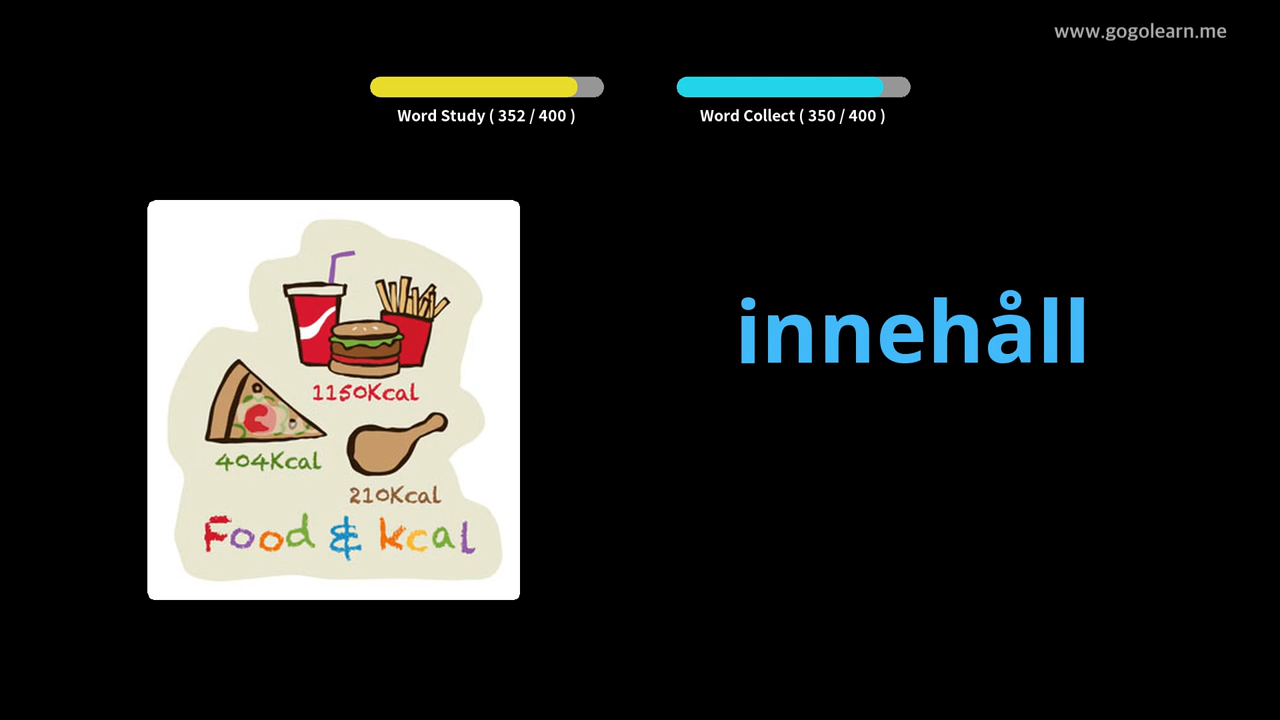 www.gogolearn.me
Word Study ( 352 / 400 )
Word Collect ( 350 / 400 )
innehåll
1150Kcal
404Kcal
210Kcal
Food & kcal